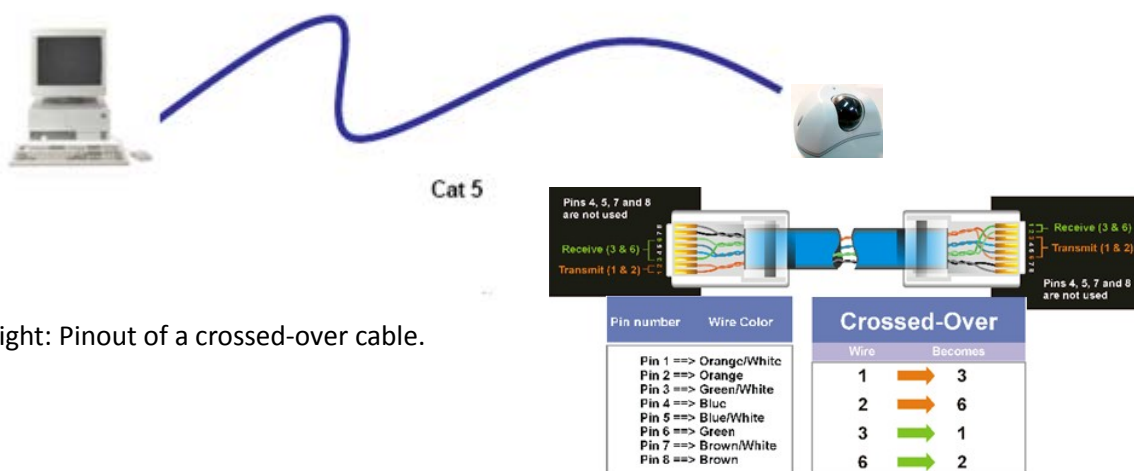 Cat 5
Pins 4, 5, 7 and 8
are not used
Receive (3 & 6)
Transmit (1 & 2)
Receive (3 & 6)
Transmit (1 & 2)
Pins 4, 5, 7 and 8
are not used
ight: Pinout of a crossed-over cable.
Pin number Wire Color
Pin 1 ==> Orange/White
Pin 2 ==> Orange
Pin 3 ==> Green/White
Pin 4 ==> Blue
Pin 5 ==> Blue/White
Pin 6 ==> Green
Pin 7 ==> Brown/White
Pin 8 ==> Brown
Crossed-Over
Wire Becomes
1 3
2 6
3 1
6 2